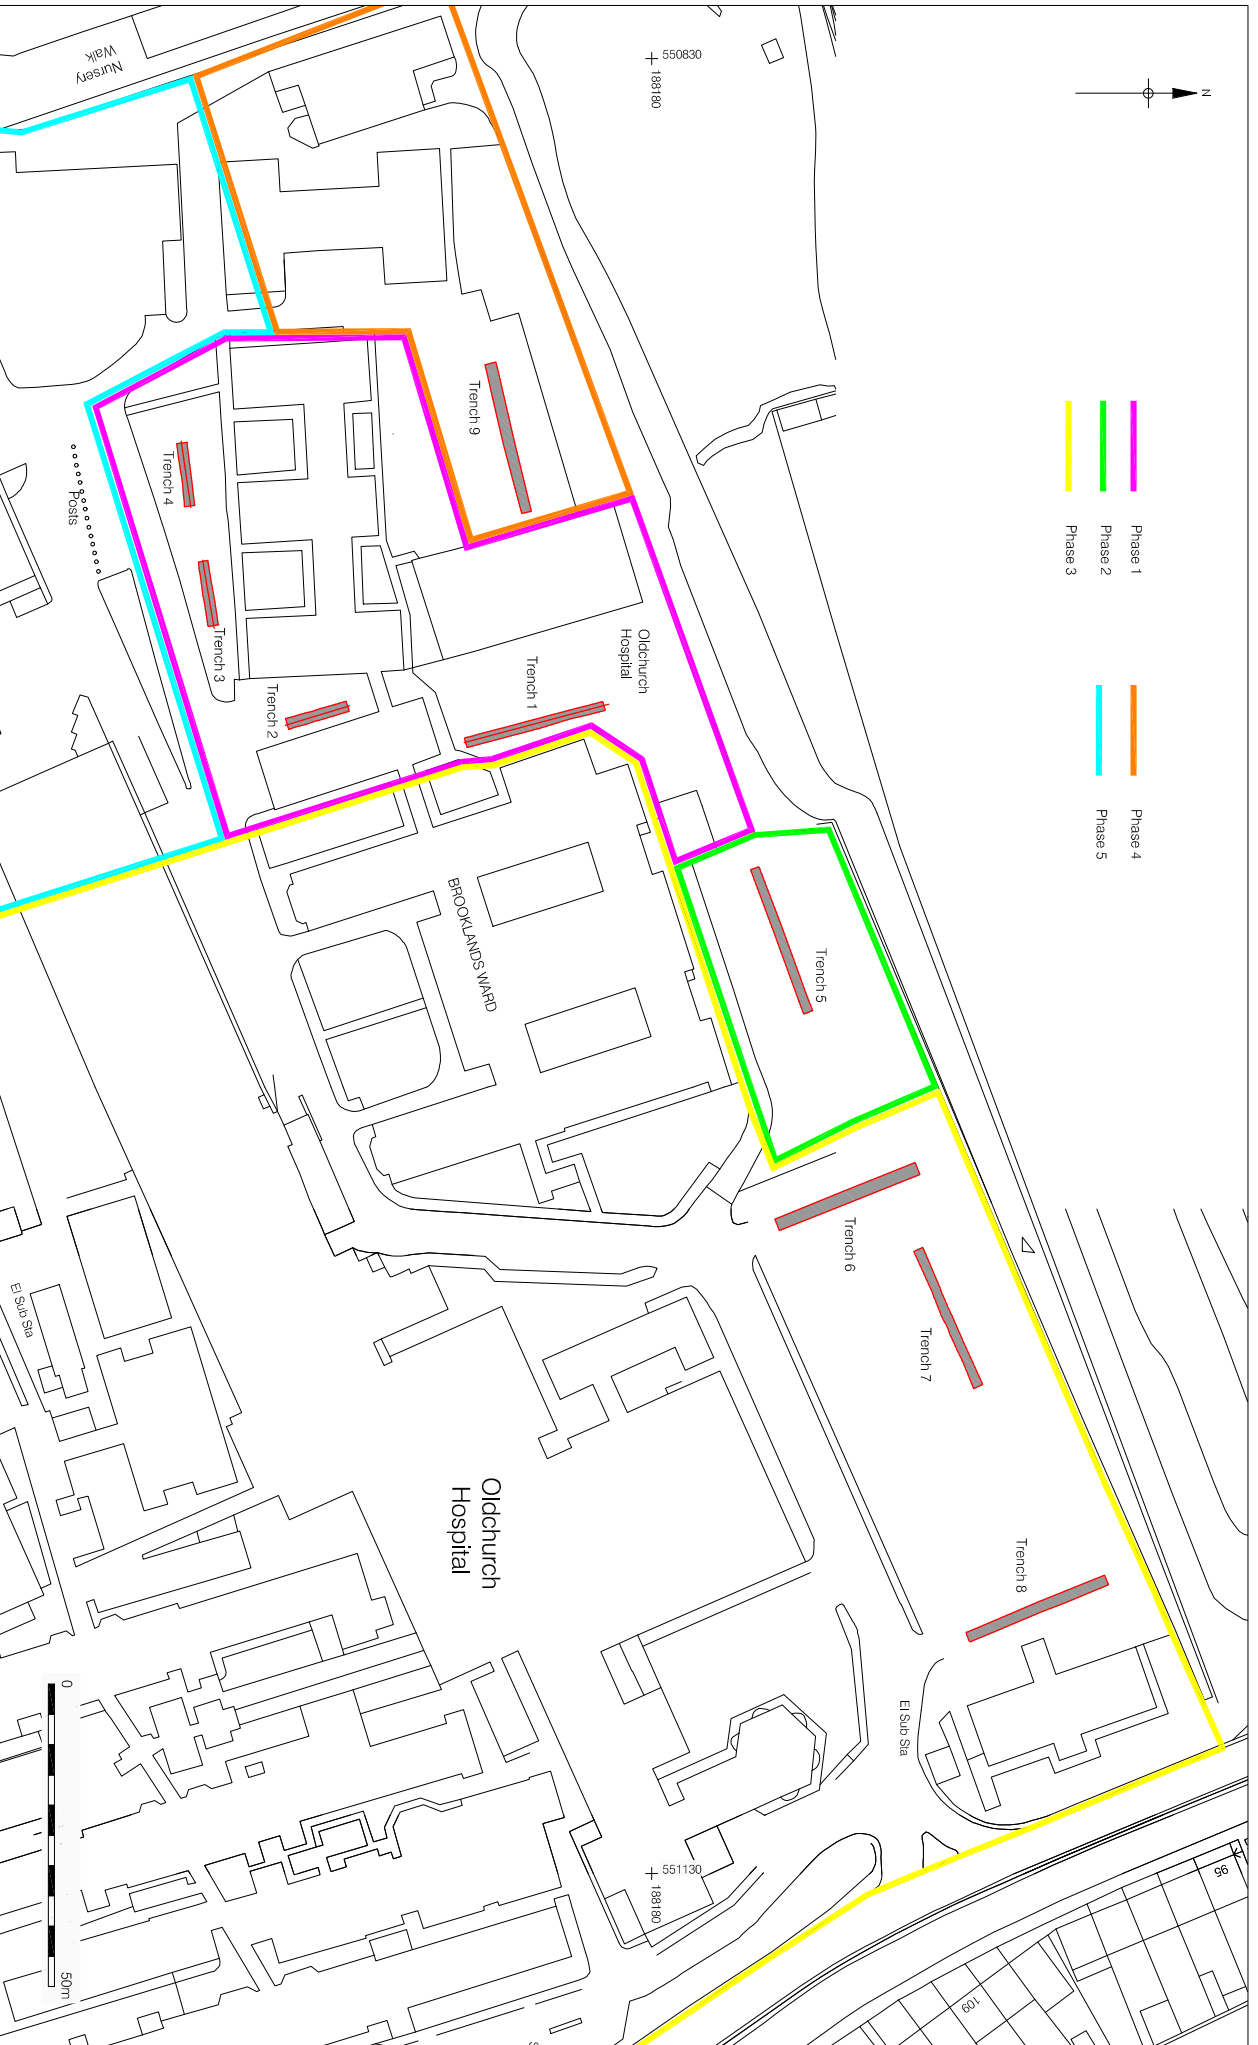 N
550830
188180
Phase 1
Phase 2
Phase 3
Phase 4
Phase 5
Nursery
Walk
Trench 9
Trench 4
Posts
Trench 3
Trench 2
Trench 1
Oldchurch
Hospital
BROOKLANDS WARD
Trench 5
Trench 6
Trench 7
Trench 8
El Sub Sta
El Sub Sta
Oldchurch
Hospital
551130
188180
95
109
0
50m